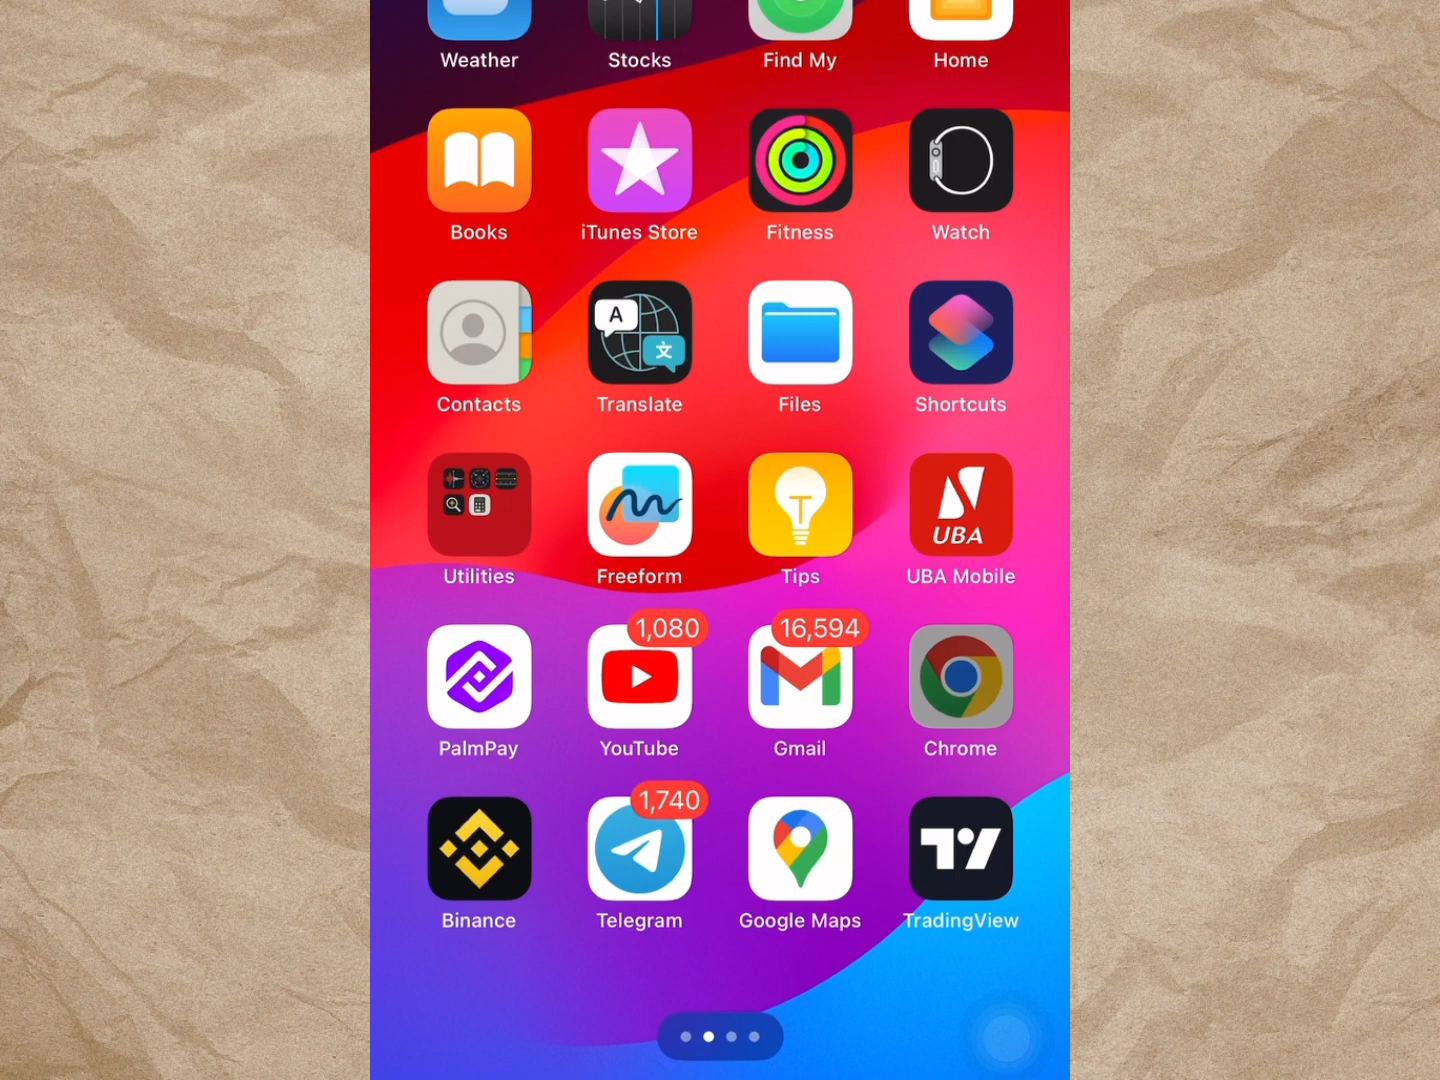 Weather Stocks Find My Home
Books iTunes Store Fitness Watch
A
文
Contacts Translate Files Shortcuts
UBA
Utilities Freeform Tips UBA Mobile
1,080 16,594
PalmPay YouTube Gmail Chrome
1,740
Binance Telegram Google Maps TradingView